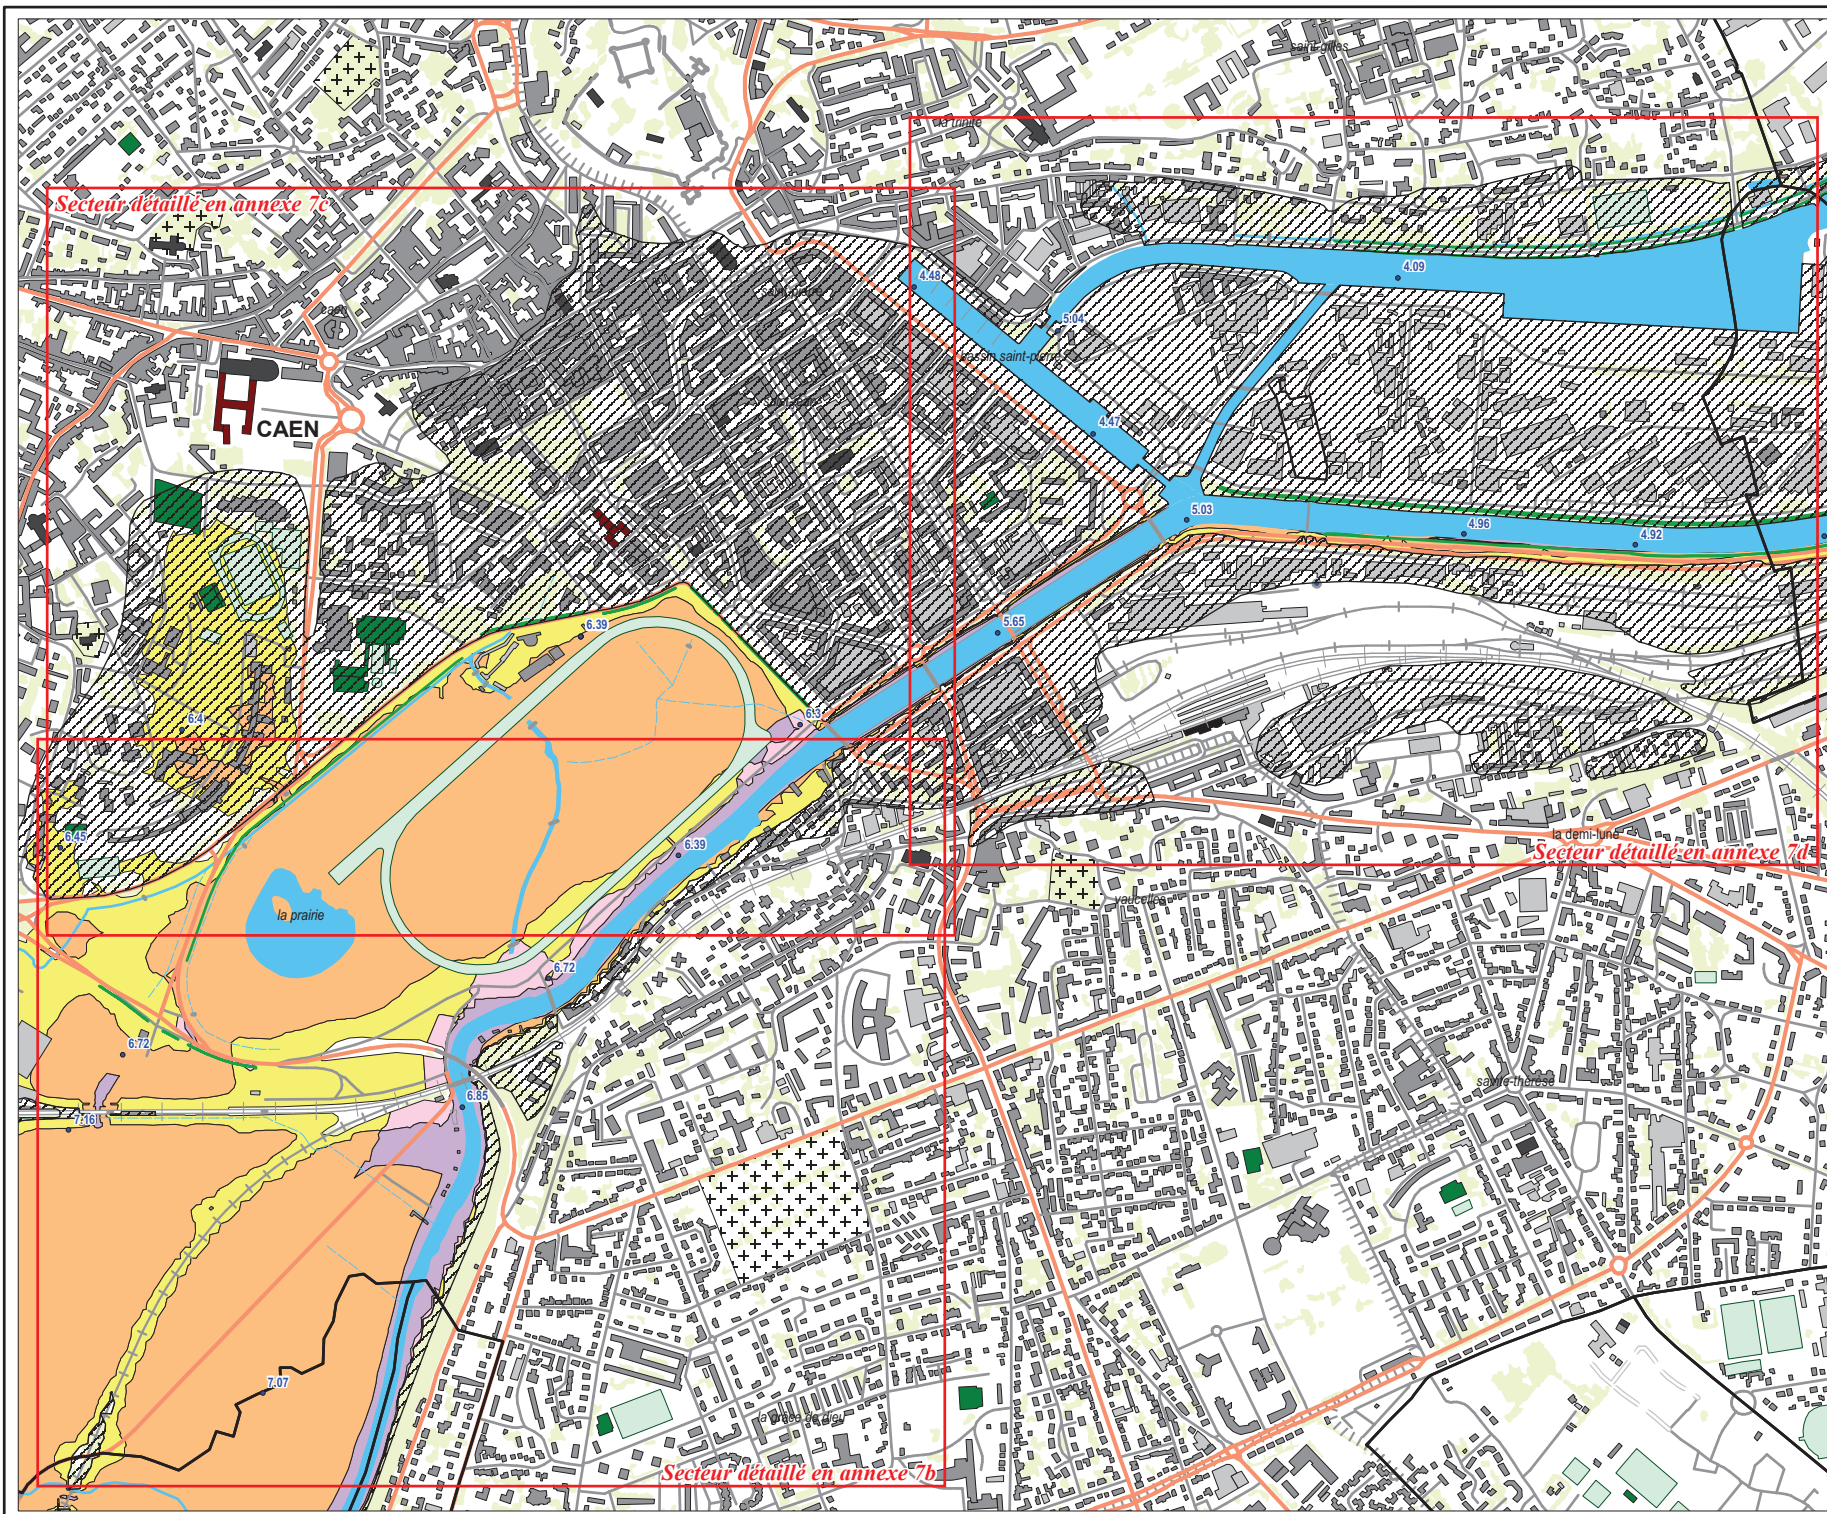 saint-gilles
la trinité
Secteur détaillé en annexe 7c
4.48
4.09
saint-pierre
caen
5.04
bassin saint-pierre
CAEN
4.47
5.03
4.96
4.92
6.39
5.65
6.4
6.3
6.45
6.39
la demi-lune
Secteur détaillé en annexe 7d
vaucelles
la prairie
6.72
6.72
6.85
sainte-thérèse
7.16
7.07
la grâce de dieu
Secteur détaillé en annexe 7b